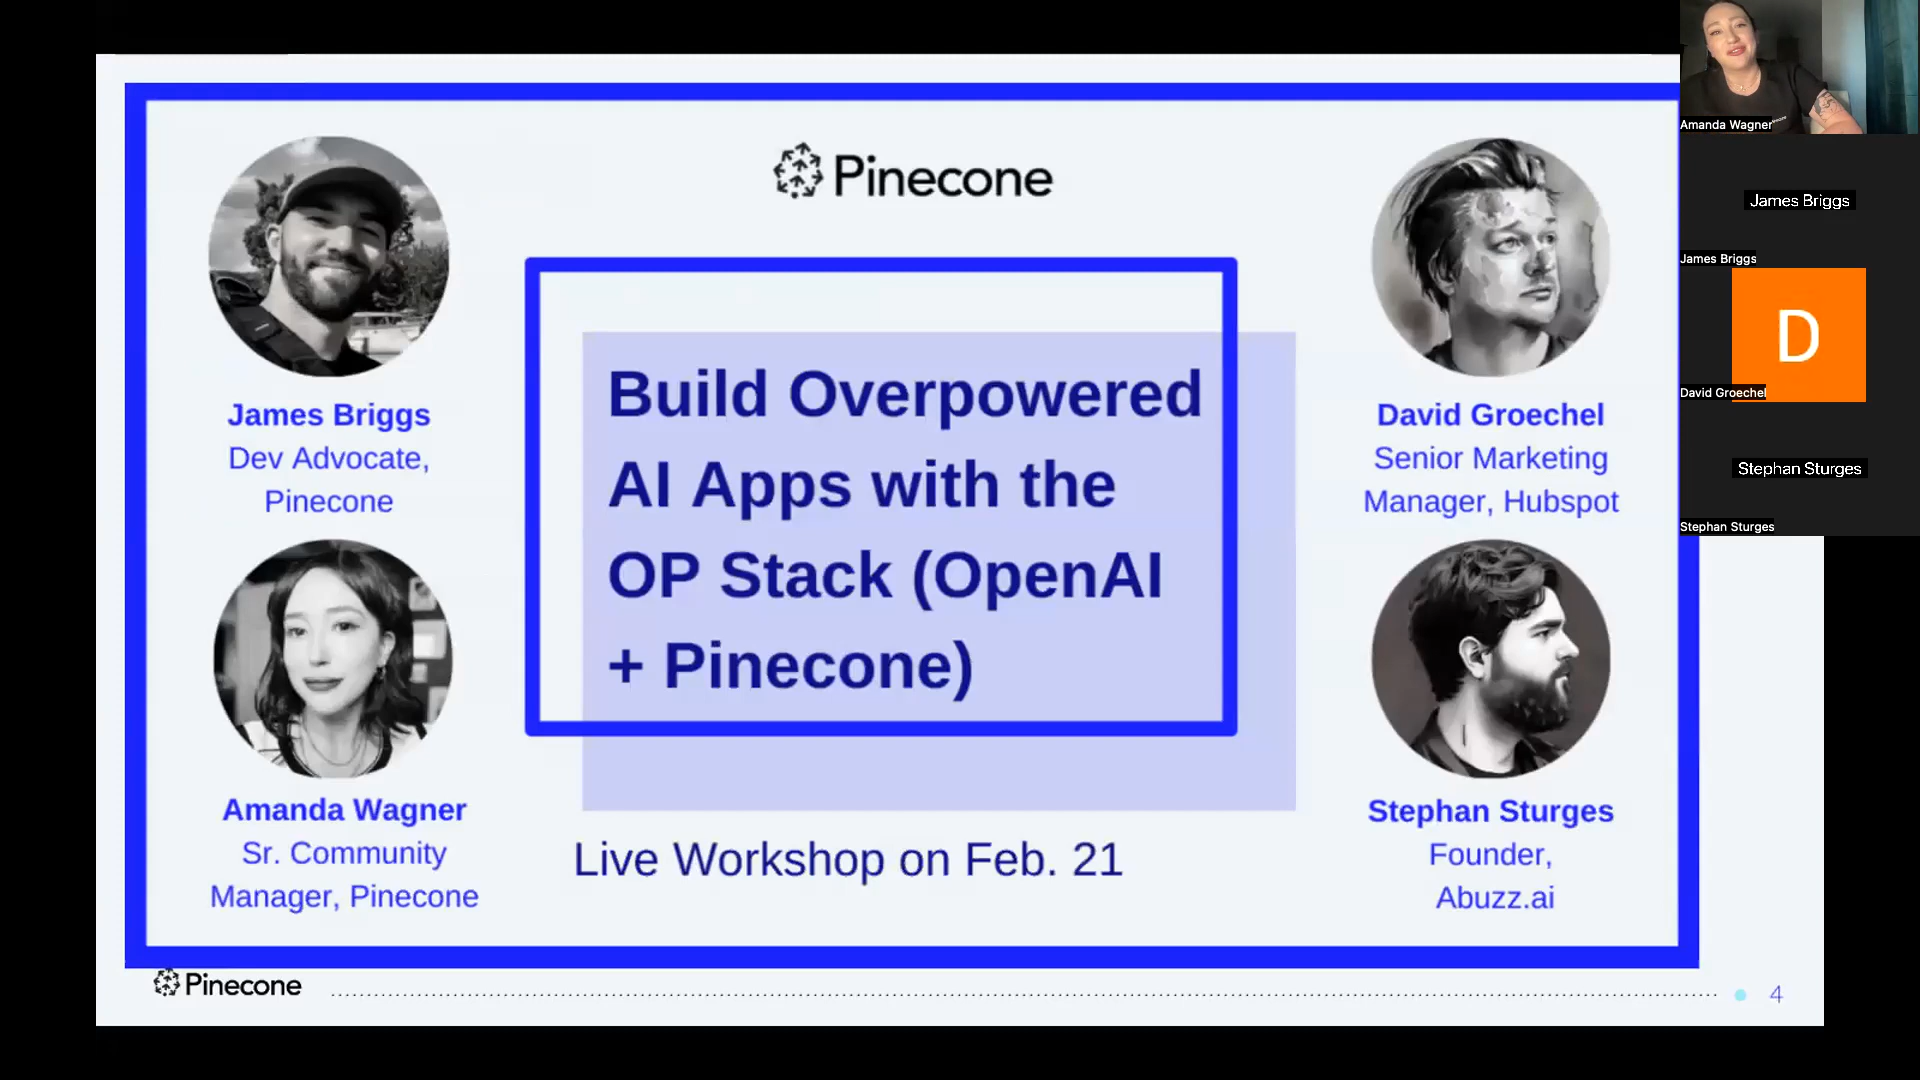 Pinecone
James Briggs
Dev Advocate,
Pinecone
Amanda Wagner
Sr. Community
Manager, Pinecone
Build Overpowered
AI Apps with the
OP Stack (OpenAI
+ Pinecone)
Live Workshop on Feb. 21
David Groechel
Senior Marketing
Manager, Hubspot
Stephan Sturges
Founder,
Abuzz.ai
Pinecone
4
Amanda Wagner
James Briggs
James Briggs
D
David Groechel
Stephan Sturges
Stephan Sturges